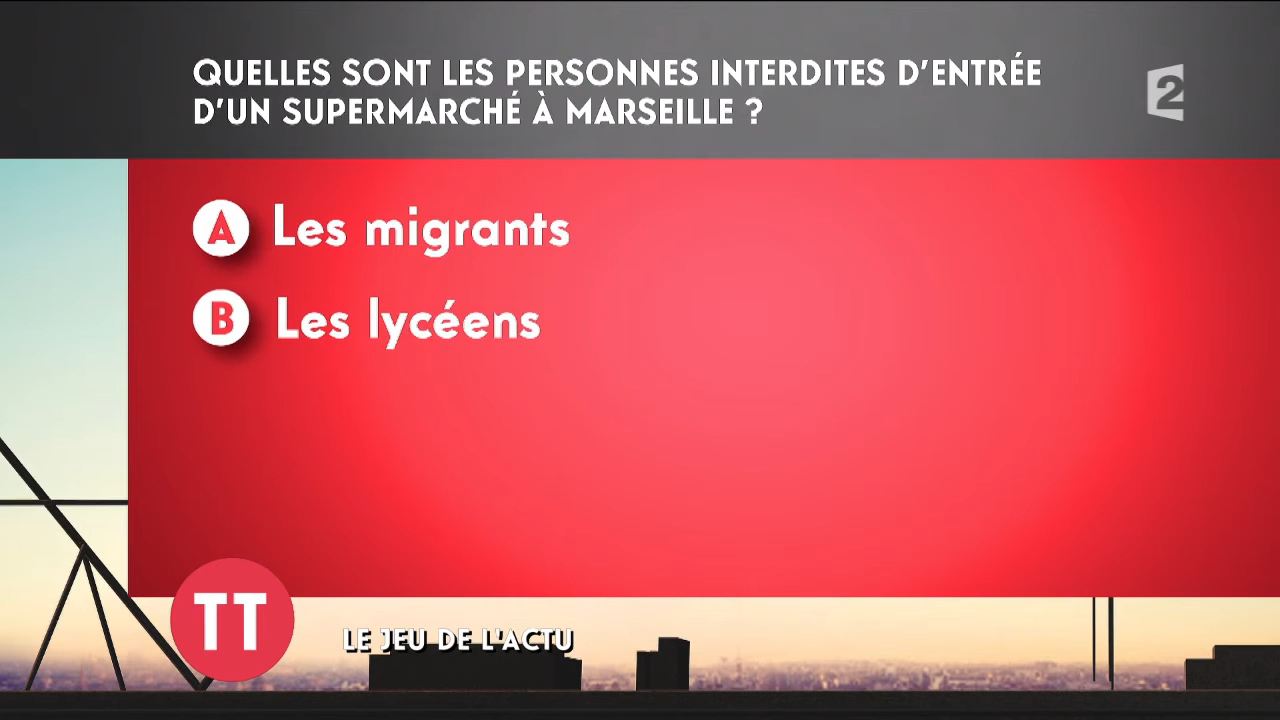 QUELLES SONT LES PERSONNES INTERDITES D'ENTRÉE
D'UN SUPERMARCHÉ À MARSEILLE ?
2
A Les migrants
B Les lycéens
TT
LE JEU DE L'ACTU